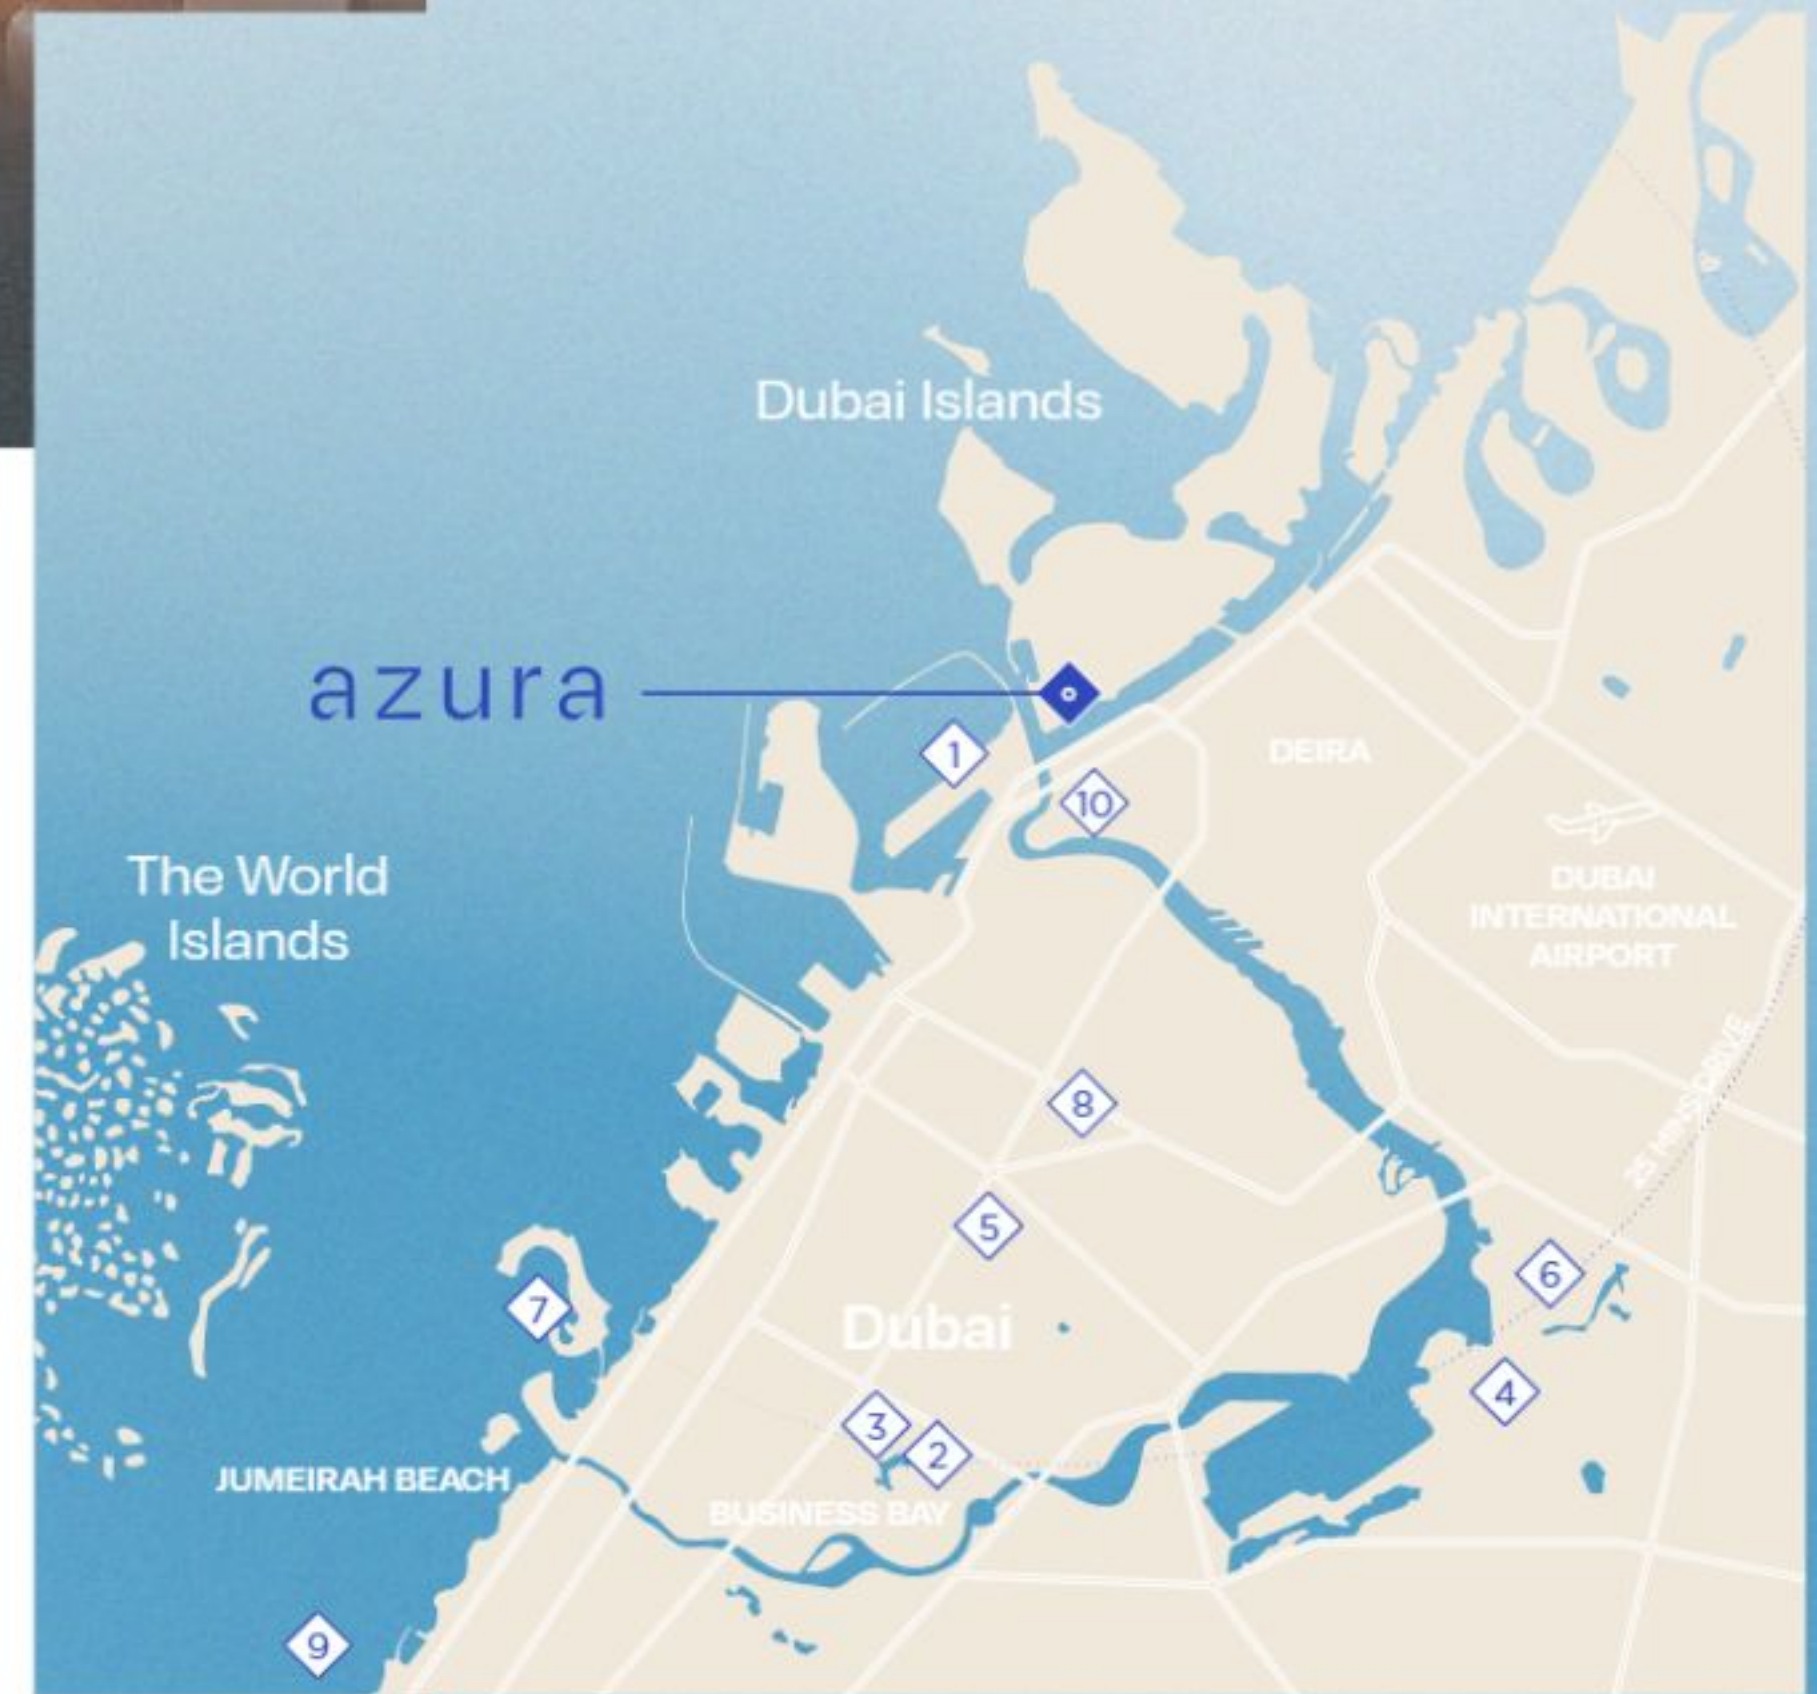 Dubai Islands
azura
1
10
DEIRA
The World
Islands
DUBAI
INTERNATIONAL
AIRPORT
25 MINS DRIVE
8
5
6
7
Dubai
4
3
2
JUMEIRAH BEACH
BUSINESS BAY
9